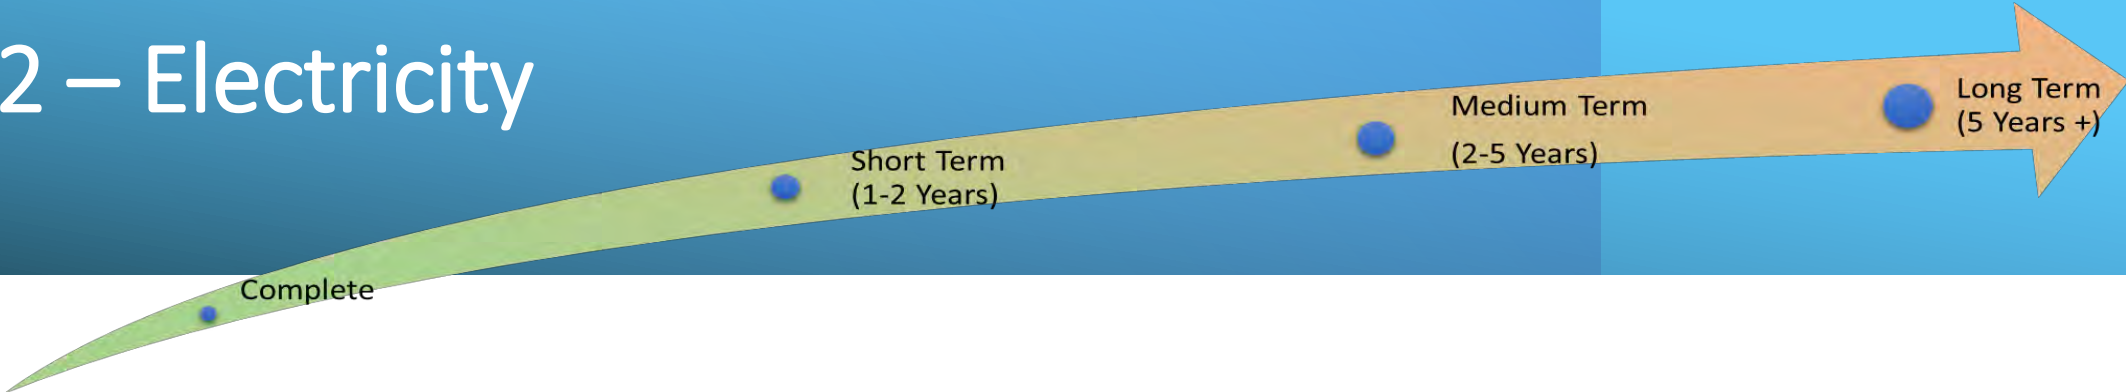 2 – Electricity
Complete
Short Term
(1-2 Years)
Medium Term
(2-5 Years)
Long Term
(5 Years +)